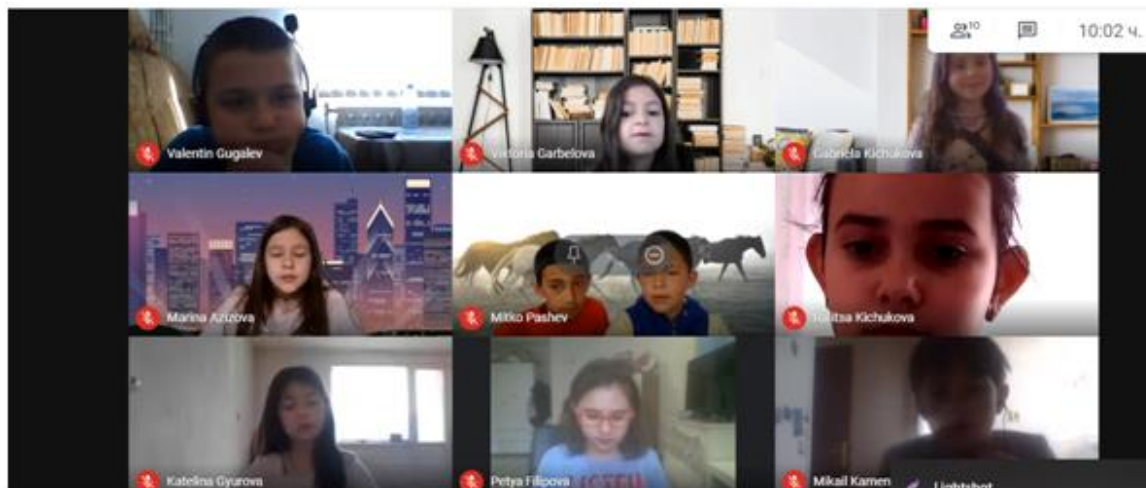 10
10:02 ч.
Valentin Gugalev
Viktoria Garbelova
Gabriela Kichukova
Marina Azizova
Mitko Pashev
Kichukova
Katelina Gyurova
Petya Filipova
Mikail Kamen
Lightshot